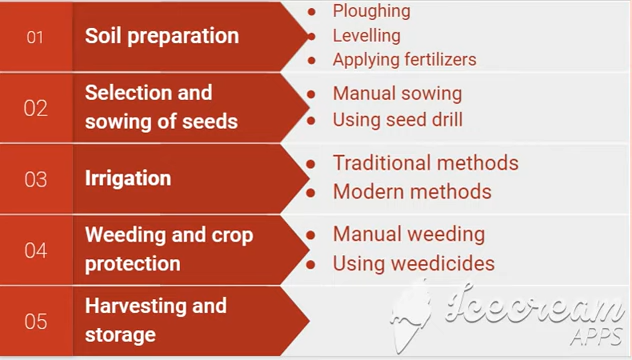 01
Soil preparation
• Ploughing
• Levelling
• Applying fertilizers
02
Selection and
sowing of seeds
• Manual sowing
• Using seed drill
03
Irrigation
• Traditional methods
• Modern methods
04
Weeding and crop
protection
• Manual weeding
• Using weedicides
05
Harvesting and
storage
Icecream
APPS